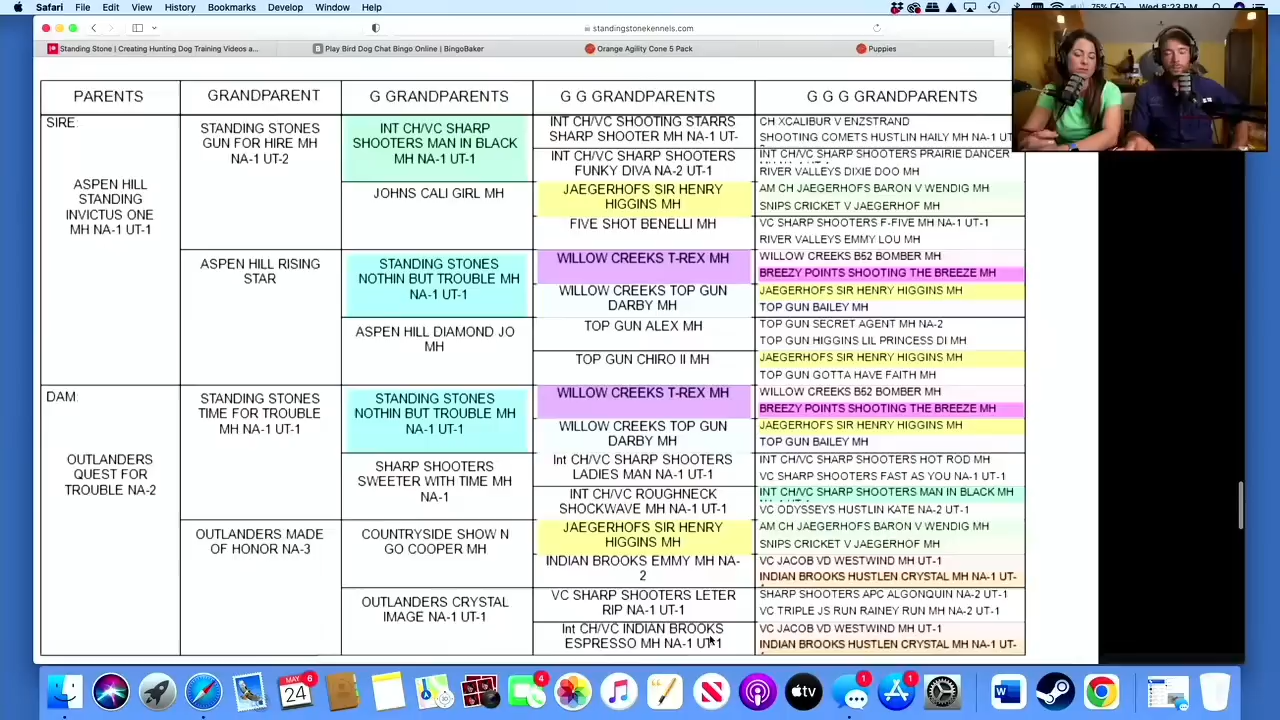 Safari File Edit View History Bookmarks Develop Window Help
75% Wed 8:23 PM
standingstonekennels.com
Standing Stone | Creating Hunting Dog Training Videos a... Play Bird Dog Chat Bingo Online | BingoBaker Orange Agility Cone 5 Pack Puppies
PARENTS GRANDPARENT G GRANDPARENTS G G GRANDPARENTS G G G GRANDPARENTS
SIRE:
ASPEN HILL
STANDING
INVICTUS ONE
MH NA-1 UT-1
STANDING STONES
GUN FOR HIRE MH
NA-1 UT-2
ASPEN HILL RISING
STAR
INT CH/VC SHARP
SHOOTERS MAN IN BLACK
MH NA-1 UT-1
JOHNS CALI GIRL MH
STANDING STONES
NOTHIN BUT TROUBLE MH
NA-1 UT-1
ASPEN HILL DIAMOND JO
MH
INT CH/VC SHOOTING STARRS
SHARP SHOOTER MH NA-1 UT-
INT CH/VC SHARP SHOOTERS
FUNKY DIVA NA-2 UT-1
JAEGERHOFS SIR HENRY
HIGGINS MH
FIVE SHOT BENELLI MH
WILLOW CREEKS T-REX MH
WILLOW CREEKS TOP GUN
DARBY MH
TOP GUN ALEX MH
TOP GUN CHIRO II MH
CH XCALIBUR V ENZSTRAND
SHOOTING COMETS HUSTLIN HAILY MH NA-1 UT-
INT CH/VC SHARP SHOOTERS PRAIRIE DANCER
RIVER VALLEYS DIXIE DOO MH
AM CH JAEGERHOFS BARON V WENDIG MH
SNIPS CRICKET V JAEGERHOF MH
VC SHARP SHOOTERS F-FIVE MH NA-1 UT-1
RIVER VALLEYS EMMY LOU MH
WILLOW CREEKS B52 BOMBER MH
BREEZY POINTS SHOOTING THE BREEZE MH
JAEGERHOFS SIR HENRY HIGGINS MH
TOP GUN BAILEY MH
TOP GUN SECRET AGENT MH NA-2
TOP GUN HIGGINS LIL PRINCESS DI MH
JAEGERHOFS SIR HENRY HIGGINS MH
TOP GUN GOTTA HAVE FAITH MH
DAM:
OUTLANDERS
QUEST FOR
TROUBLE NA-2
STANDING STONES
TIME FOR TROUBLE
MH NA-1 UT-1
OUTLANDERS MADE
OF HONOR NA-3
STANDING STONES
NOTHIN BUT TROUBLE MH
NA-1 UT-1
SHARP SHOOTERS
SWEETER WITH TIME MH
NA-1
COUNTRYSIDE SHOW N
GO COOPER MH
OUTLANDERS CRYSTAL
IMAGE NA-1 UT-1
WILLOW CREEKS T-REX MH
WILLOW CREEKS TOP GUN
DARBY MH
Int CH/VC SHARP SHOOTERS
LADIES MAN NA-1 UT-1
INT CH/VC ROUGHNECK
SHOCKWAVE MH NA-1 UT-1
JAEGERHOFS SIR HENRY
HIGGINS MH
INDIAN BROOKS EMMY MH NA-
2
VC SHARP SHOOTERS LETER
RIP NA-1 UT-1
Int CH/VC INDIAN BROOKS
ESPRESSO MH NA-1 UT-1
WILLOW CREEKS B52 BOMBER MH
BREEZY POINTS SHOOTING THE BREEZE MH
JAEGERHOFS SIR HENRY HIGGINS MH
TOP GUN BAILEY MH
INT CH/VC SHARP SHOOTERS HOT ROD MH
VC SHARP SHOOTERS FAST AS YOU NA-1 UT-1
INT CH/VC SHARP SHOOTERS MAN IN BLACK MH
VC ODYSSEYS HUSTLIN KATE NA-2 UT-1
AM CH JAEGERHOFS BARON V WENDIG MH
SNIPS CRICKET V JAEGERHOF MH
VC JACOB VD WESTWIND MH UT-1
INDIAN BROOKS HUSTLEN CRYSTAL MH NA-1 UT-
SHARP SHOOTERS APC ALGONQUIN NA-2 UT-1
VC TRIPLE JS RUN RAINEY RUN MH NA-2 UT-1
VC JACOB VD WESTWIND MH UT-1
INDIAN BROOKS HUSTLEN CRYSTAL MH NA-1 UT-
MAY 6
24
4
tv
1
1
W